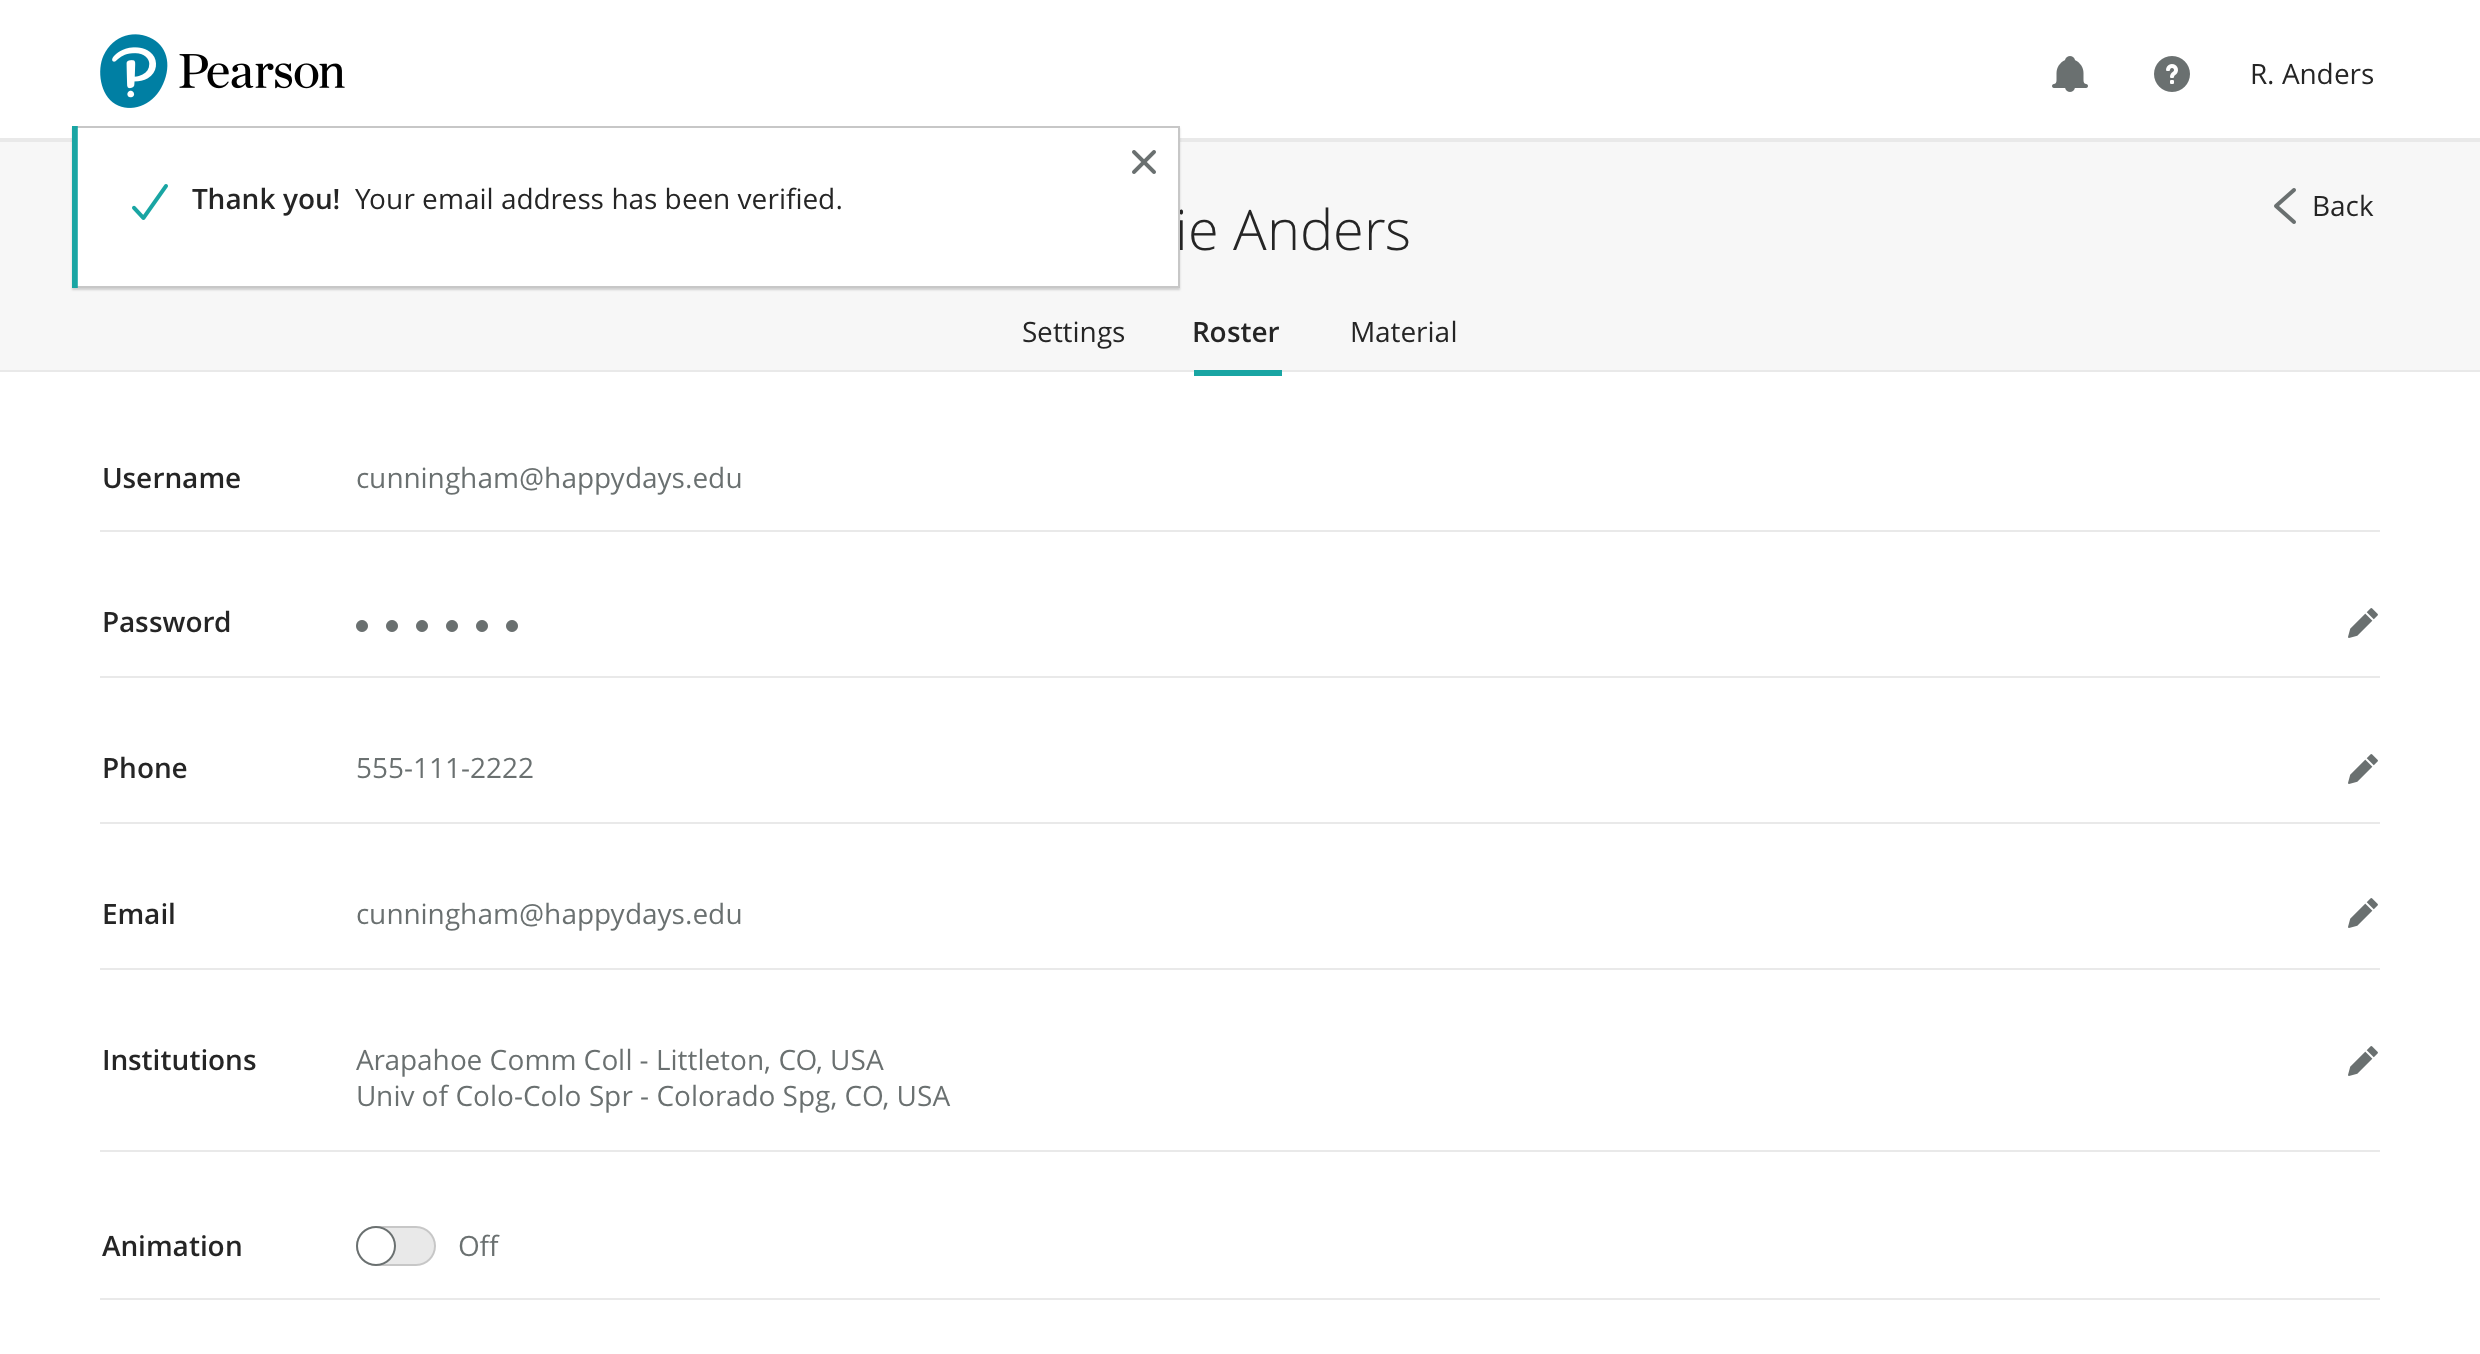 Pearson
R. Anders
Thank you! Your email address has been verified.
ie Anders
Back
Settings
Roster
Material
Username
cunningham@happydays.edu
Password
Phone
555-111-2222
Email
cunningham@happydays.edu
Institutions
Arapahoe Comm Coll - Littleton, CO, USA
Univ of Colo-Colo Spr - Colorado Spg, CO, USA
Animation
Off